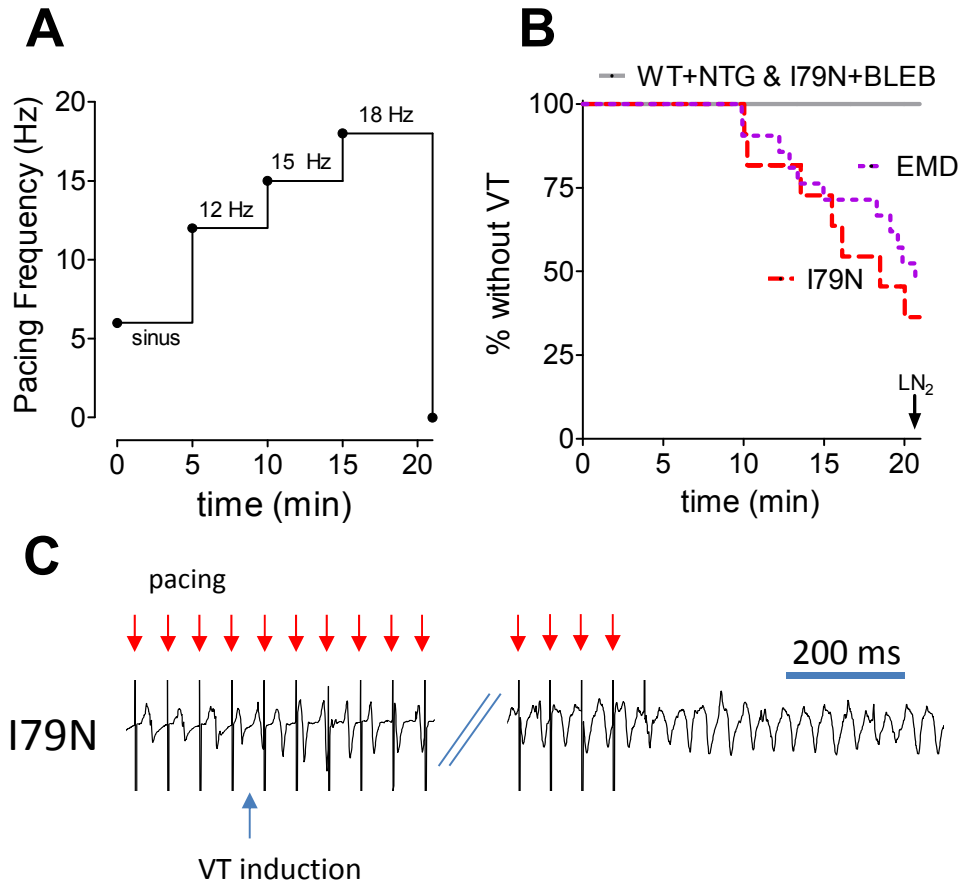 A
Pacing Frequency (Hz)
20
15
10
5
0
sinus
12 Hz
15 Hz
18 Hz
0
5
10
15
20
time (min)
B
WT+NTG & I79N+BLEB
% without VT
100
75
50
25
0
EMD
I79N
LN₂
0
5
10
15
20
time (min)
C
pacing
200 ms
I79N
VT induction